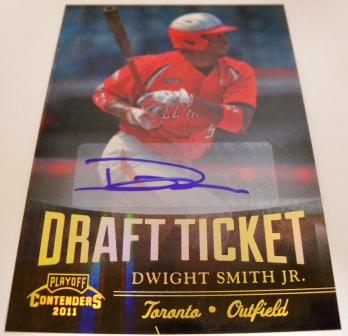 DRAFT TICKET
DWIGHT SMITH JR.
PLAYOFF
CONTENDERS
2011
Toronto • Outfield